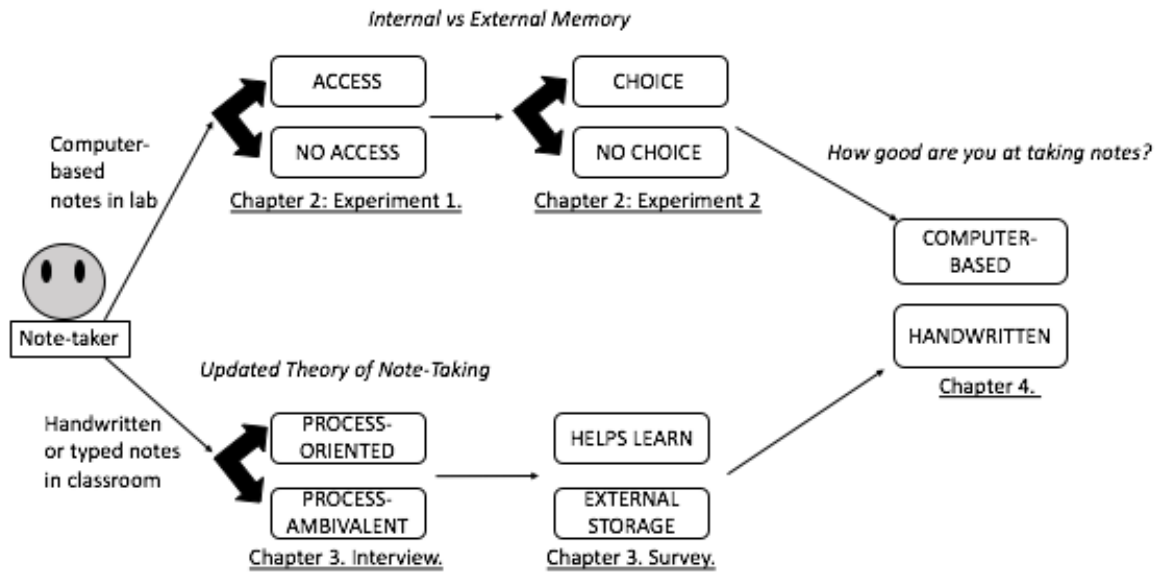 Internal vs External Memory
ACCESS
NO ACCESS
Chapter 2: Experiment 1.
CHOICE
NO CHOICE
Chapter 2: Experiment 2
Computer-
based
notes in lab
How good are you at taking notes?
COMPUTER-
BASED
HANDWRITTEN
Chapter 4.
Note-taker
Updated Theory of Note-Taking
Handwritten
or typed notes
in classroom
PROCESS-
ORIENTED
PROCESS-
AMBIVALENT
Chapter 3. Interview.
HELPS LEARN
EXTERNAL
STORAGE
Chapter 3. Survey.